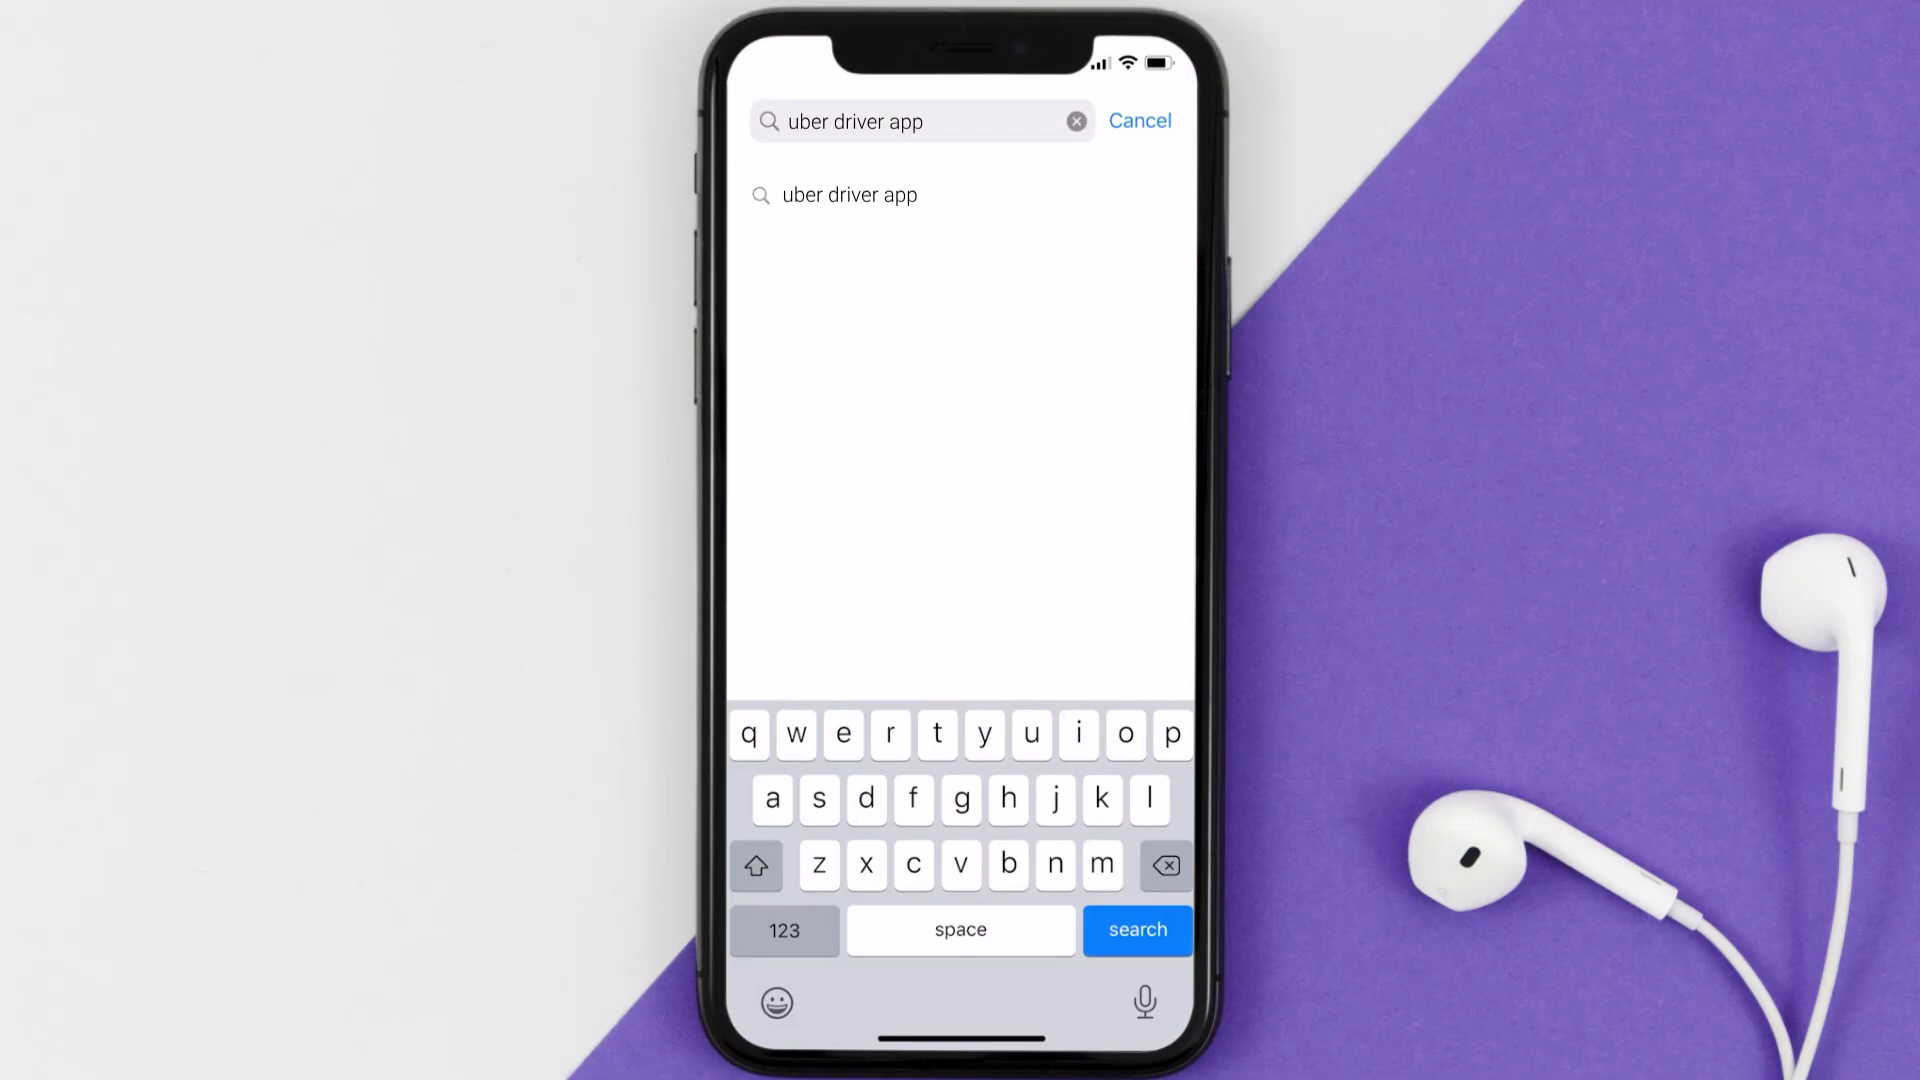 uber driver app Cancel
uber driver app
q w e r t y u i o p
a s d f g h j k l
z x c v b n m
123 space search